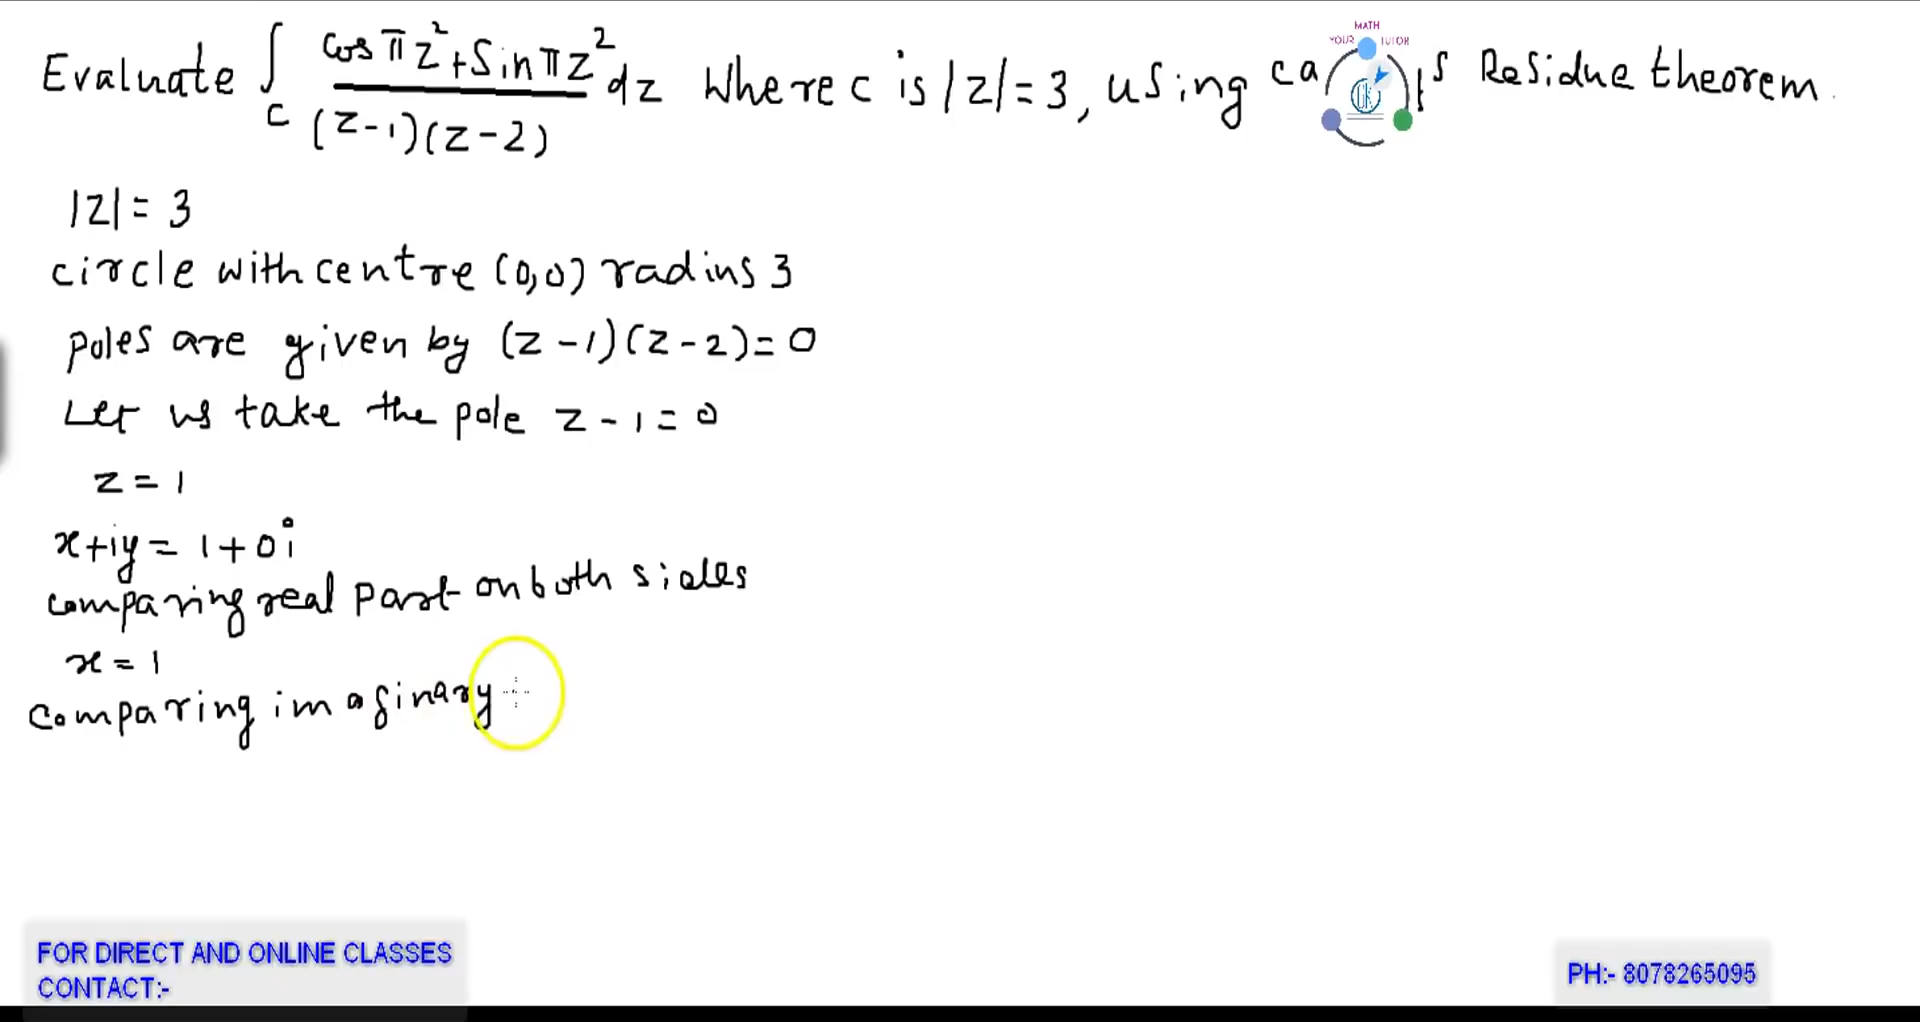 Evaluate ∫_C (cos πz² + sin πz²)/((z-1)(z-2)) dz Where c is |z| = 3, using ca 's Residue theorem.
MATH
YOUR TUTOR
|z| = 3
circle with centre (0,0) radius 3
poles are given by (z-1)(z-2) = 0
Let us take the pole z-1 = 0
z = 1
x+iy = 1+0i
comparing real part on both sides
x = 1
comparing imaginary
FOR DIRECT AND ONLINE CLASSES
CONTACT:-
PH:- 8078265095